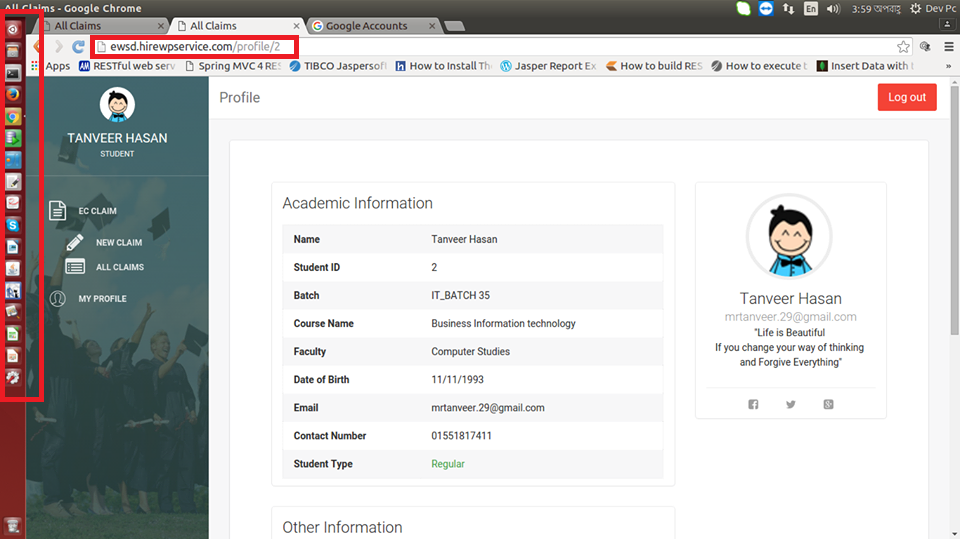 All Claims - Google Chrome
En
3:59 অপরাহ্ণ
Dev Pc
All Claims
All Claims
Google Accounts
ewsd.hirewpservice.com/profile/2
Apps
RESTful web serv
Spring MVC 4 RES
TIBCO Jaspersoft
How to Install The
Jasper Report Ex
How to build RES
How to execute t
Insert Data with
TANVEER HASAN
STUDENT
EC CLAIM
NEW CLAIM
ALL CLAIMS
MY PROFILE
Profile
Log out
Academic Information
Name Tanveer Hasan
Student ID 2
Batch IT_BATCH 35
Course Name Business Information technology
Faculty Computer Studies
Date of Birth 11/11/1993
Email mrtanveer.29@gmail.com
Contact Number 01551817411
Student Type Regular
Other Information
Tanveer Hasan
mrtanveer.29@gmail.com
"Life is Beautiful
If you change your way of thinking
and Forgive Everything"